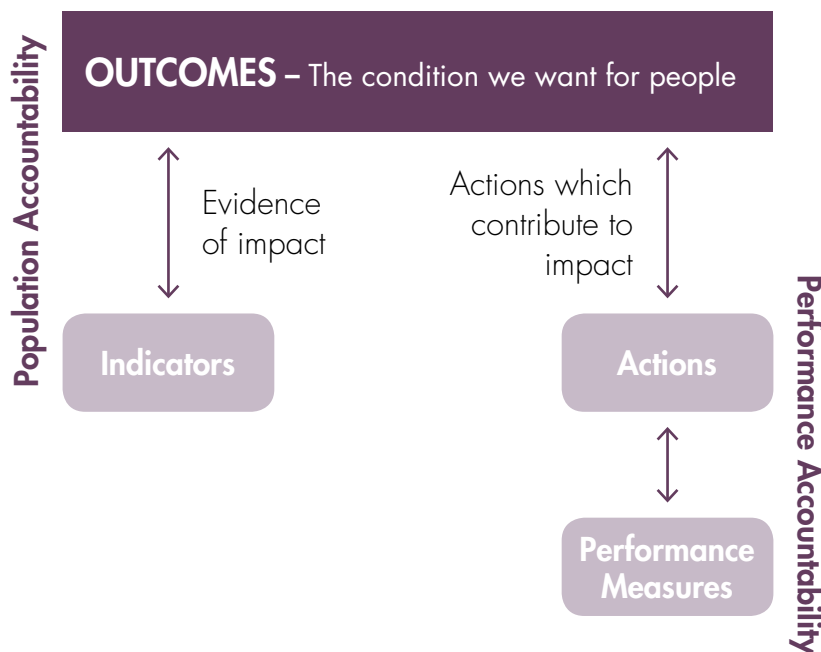 Population Accountability
OUTCOMES – The condition we want for people
Evidence
of impact
Actions which
contribute to
impact
Indicators
Actions
Performance
Measures
Performance Accountability